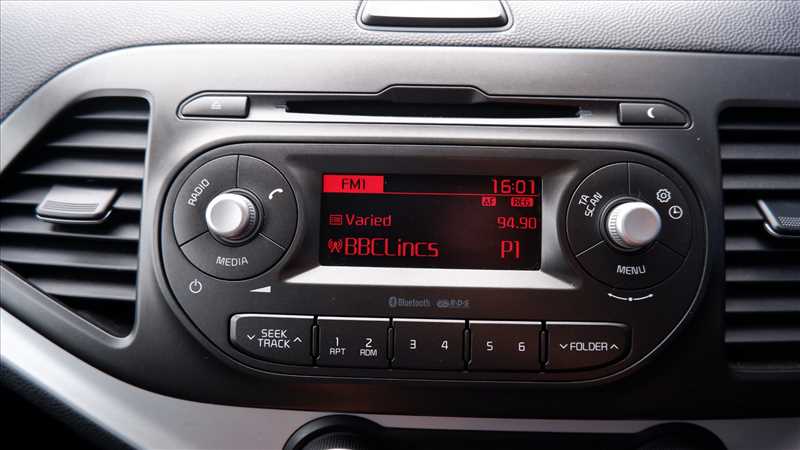 FM1 16:01
AF REG
Varied 94.90
BBCLincs P1
RADIO
MEDIA
TA
SCAN
MENU
Bluetooth R·D·S
SEEK
TRACK
1 2 3 4 5 6
RPT RDM
FOLDER